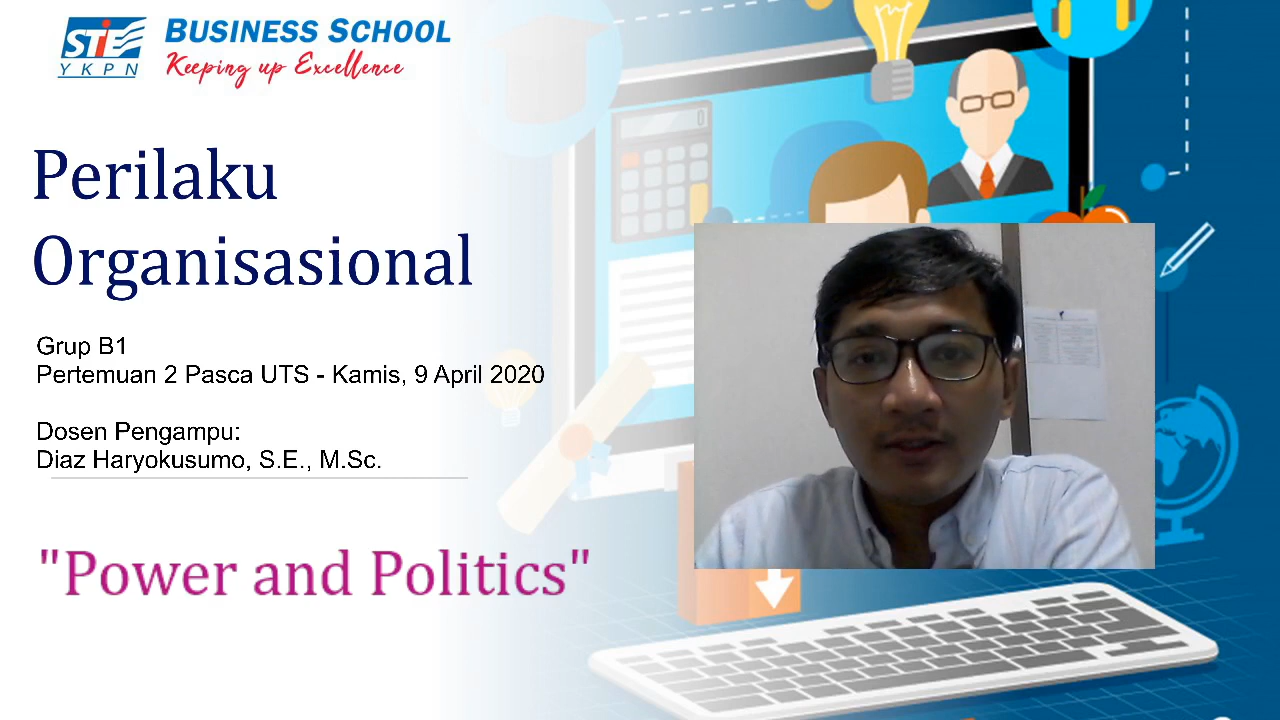 STIE
YKPN
BUSINESS SCHOOL
Keeping up Excellence
Perilaku
Organisasional
Grup B1
Pertemuan 2 Pasca UTS - Kamis, 9 April 2020
Dosen Pengampu:
Diaz Haryokusumo, S.E., M.Sc.
"Power and Politics"